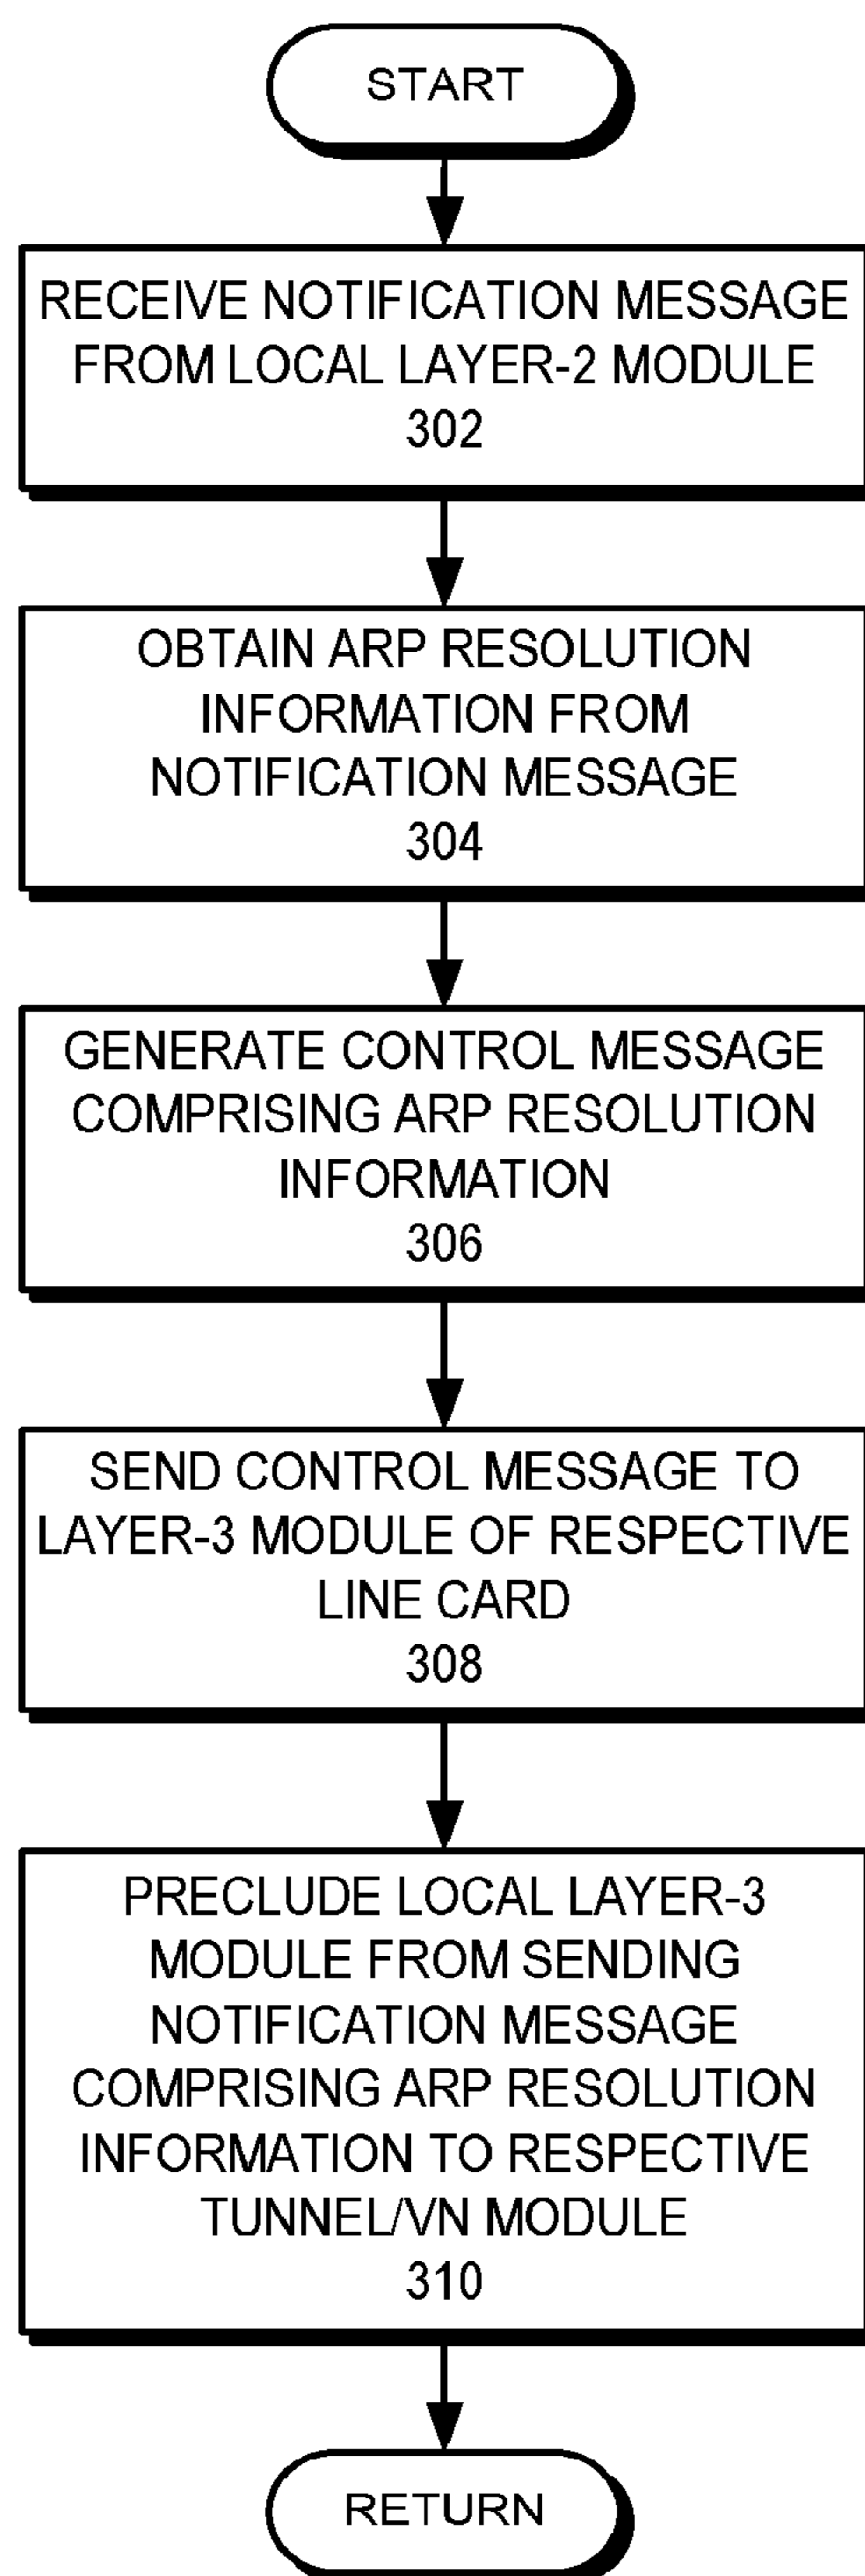 START
RECEIVE NOTIFICATION MESSAGE
FROM LOCAL LAYER-2 MODULE
302
OBTAIN ARP RESOLUTION
INFORMATION FROM
NOTIFICATION MESSAGE
304
GENERATE CONTROL MESSAGE
COMPRISING ARP RESOLUTION
INFORMATION
306
SEND CONTROL MESSAGE TO
LAYER-3 MODULE OF RESPECTIVE
LINE CARD
308
PRECLUDE LOCAL LAYER-3
MODULE FROM SENDING
NOTIFICATION MESSAGE
COMPRISING ARP RESOLUTION
INFORMATION TO RESPECTIVE
TUNNEL/VN MODULE
310
RETURN